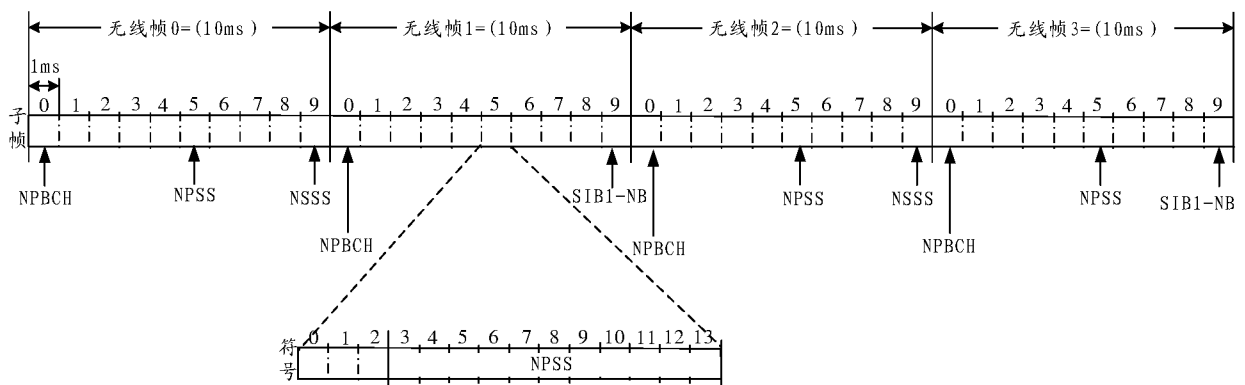 无线帧0=(10ms) 无线帧1=(10ms) 无线帧2=(10ms) 无线帧3=(10ms)
1ms
子帧 0 1 2 3 4 5 6 7 8 9 0 1 2 3 4 5 6 7 8 9 0 1 2 3 4 5 6 7 8 9 0 1 2 3 4 5 6 7 8 9
NPBCH NPSS NSSS SIB1-NB NPSS NSSS NPSS SIB1-NB
NPBCH NPBCH NPBCH
符号 0 1 2 3 4 5 6 7 8 9 10 11 12 13
NPSS